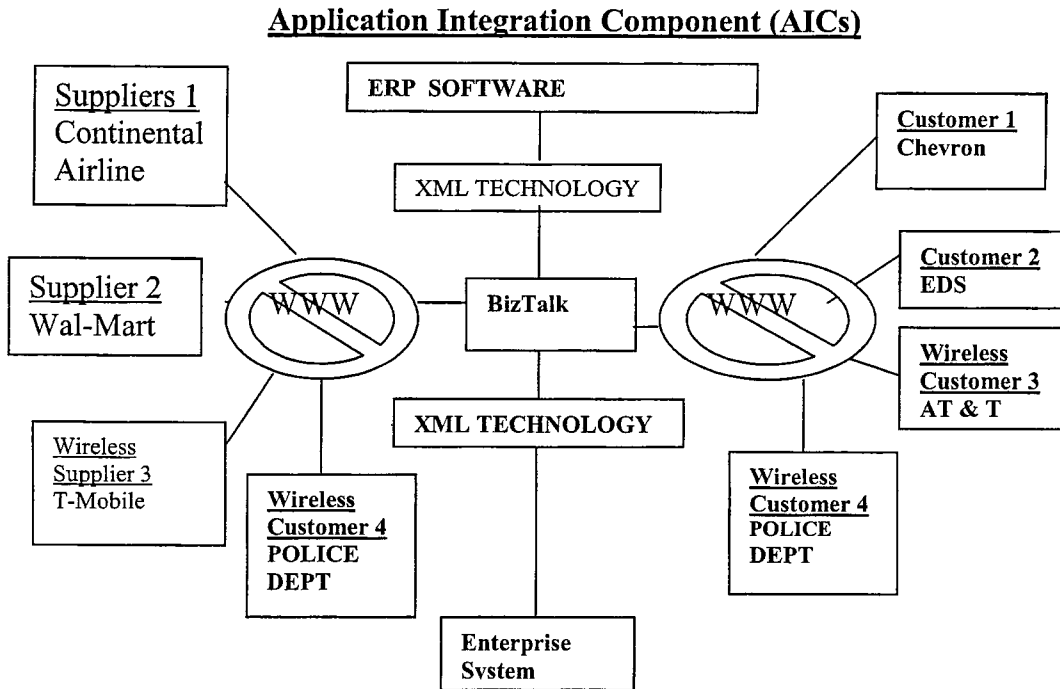 Application Integration Component (AICs)
Suppliers 1
Continental
Airline
ERP SOFTWARE
Customer 1
Chevron
XML TECHNOLOGY
Supplier 2
Wal-Mart
WWW
BizTalk
WWW
Customer 2
EDS
Wireless
Customer 3
AT & T
XML TECHNOLOGY
Wireless
Supplier 3
T-Mobile
Wireless
Customer 4
POLICE
DEPT
Wireless
Customer 4
POLICE
DEPT
Enterprise
System